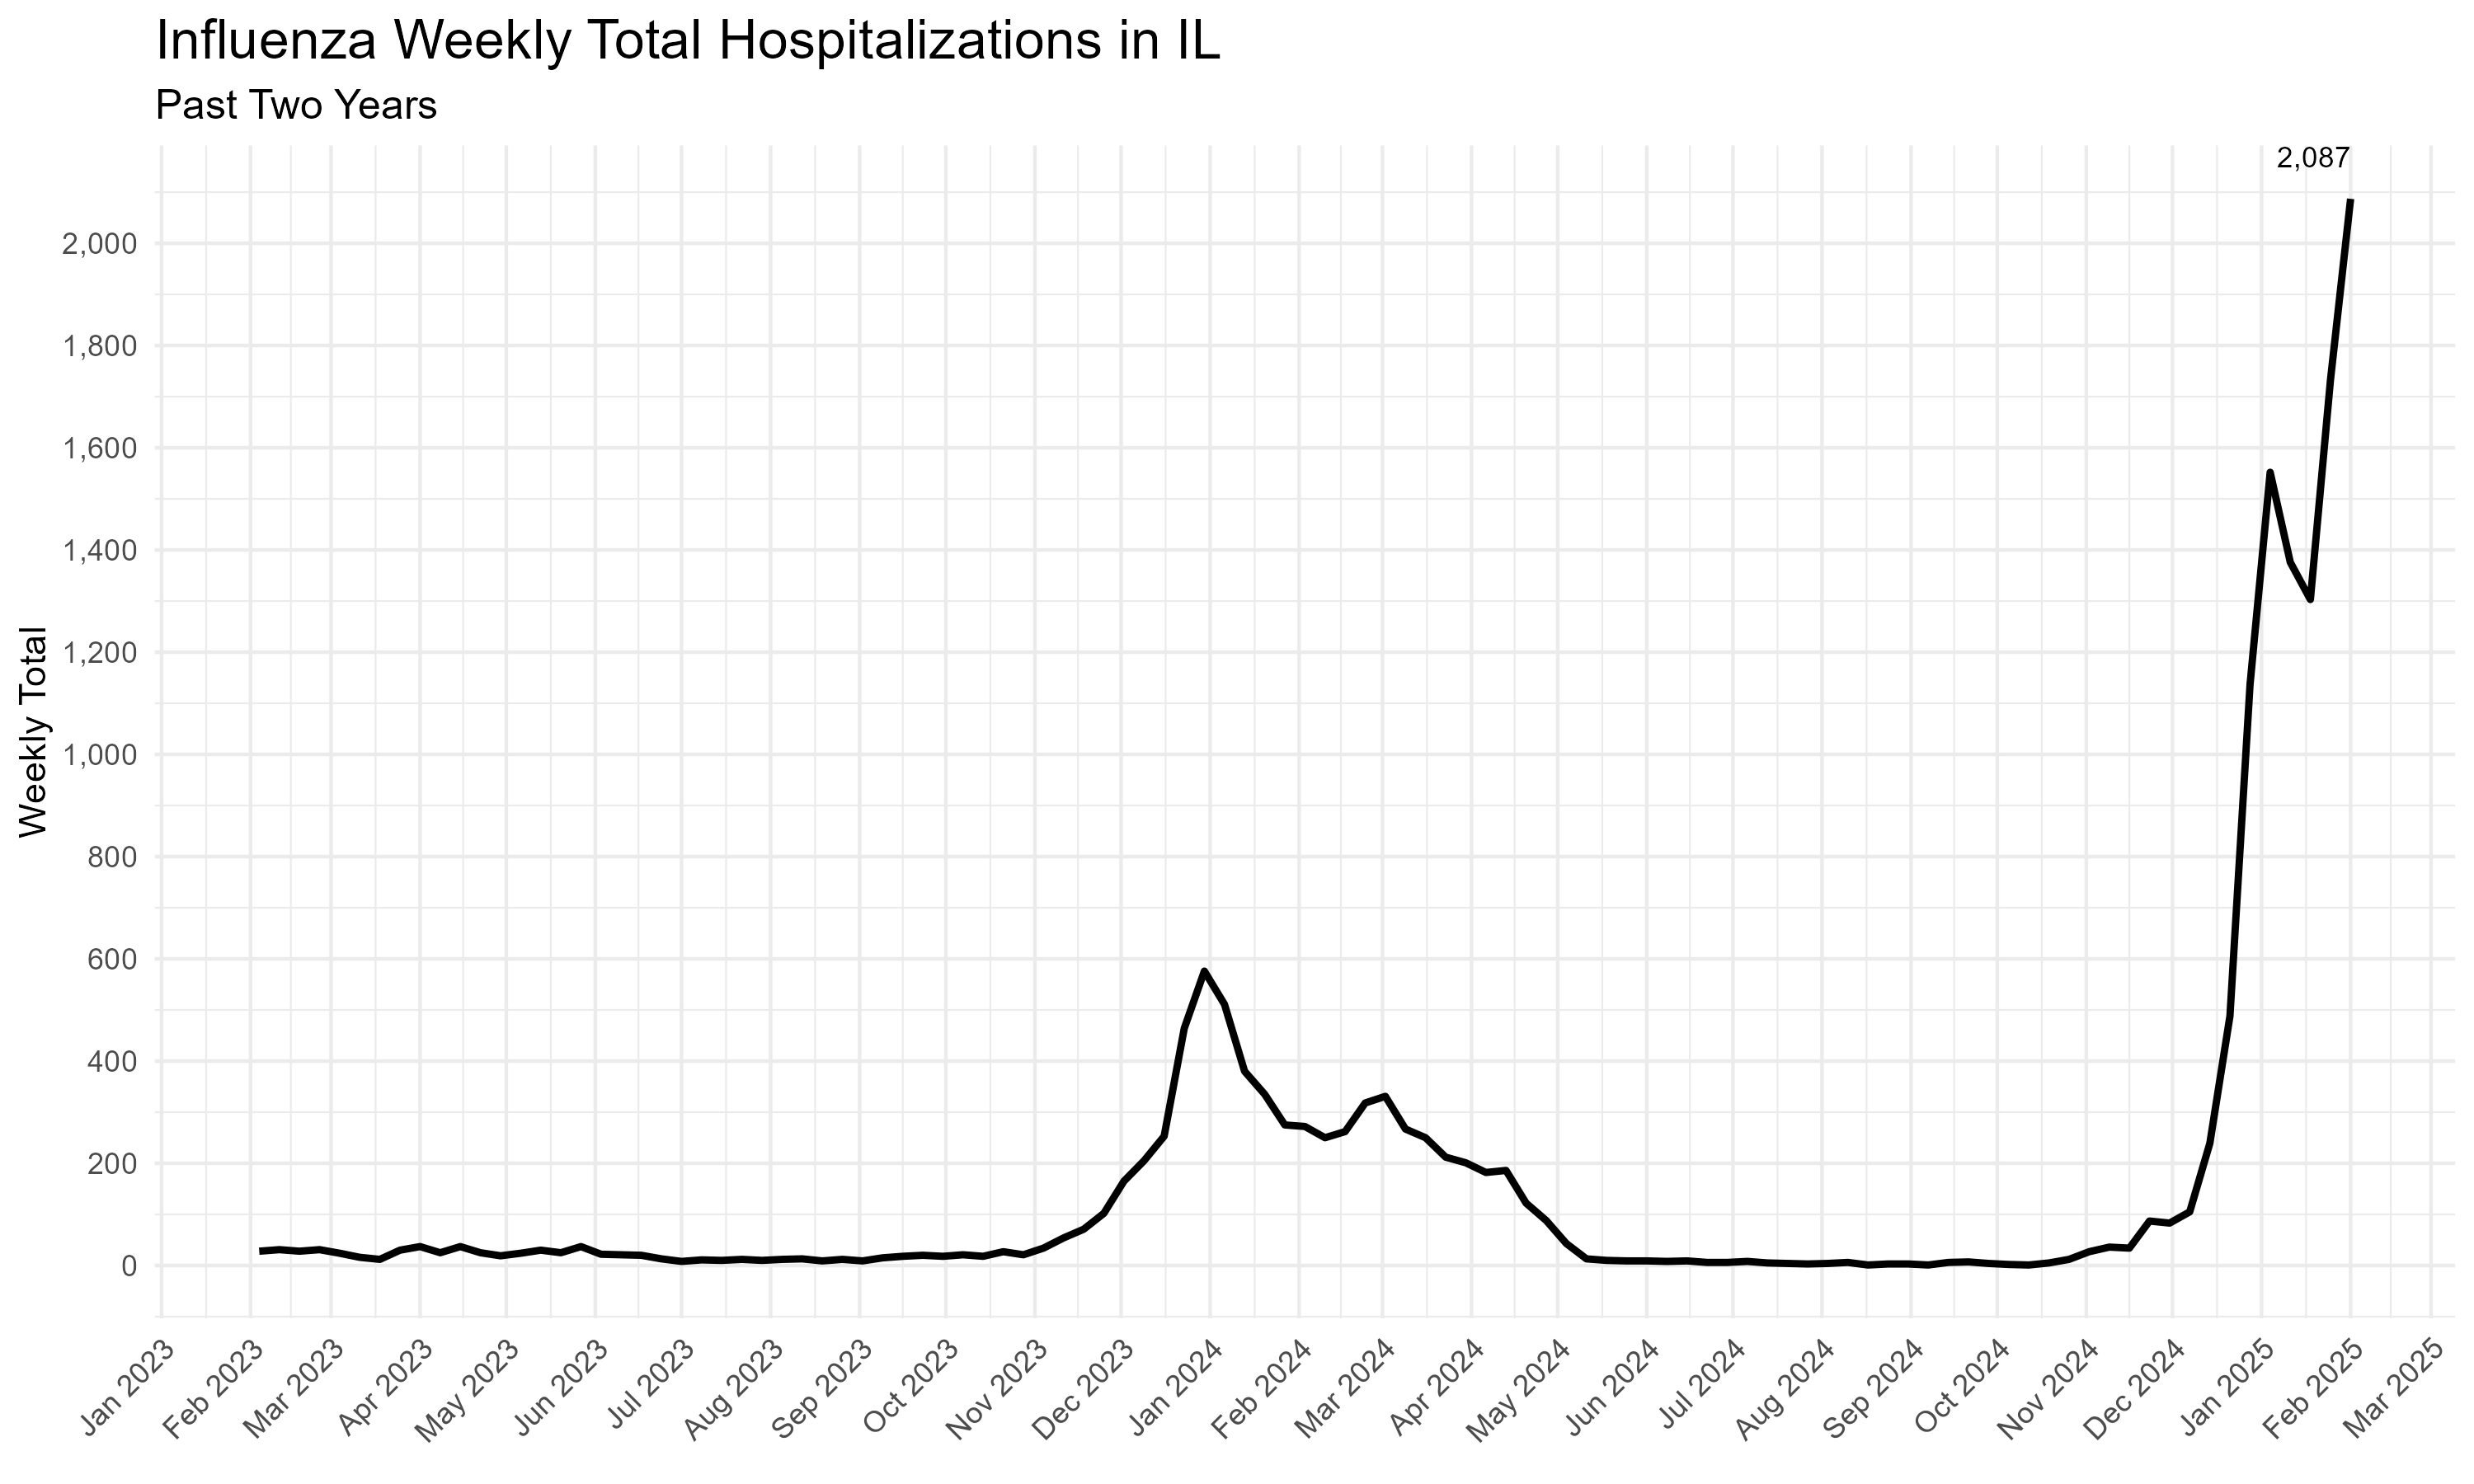 Influenza Weekly Total Hospitalizations in IL
Past Two Years
2,087
Weekly Total
2,000
1,800
1,600
1,400
1,200
1,000
800
600
400
200
0
Jan 2023
Feb 2023
Mar 2023
Apr 2023
May 2023
Jun 2023
Jul 2023
Aug 2023
Sep 2023
Oct 2023
Nov 2023
Dec 2023
Jan 2024
Feb 2024
Mar 2024
Apr 2024
May 2024
Jun 2024
Jul 2024
Aug 2024
Sep 2024
Oct 2024
Nov 2024
Dec 2024
Jan 2025
Feb 2025
Mar 2025